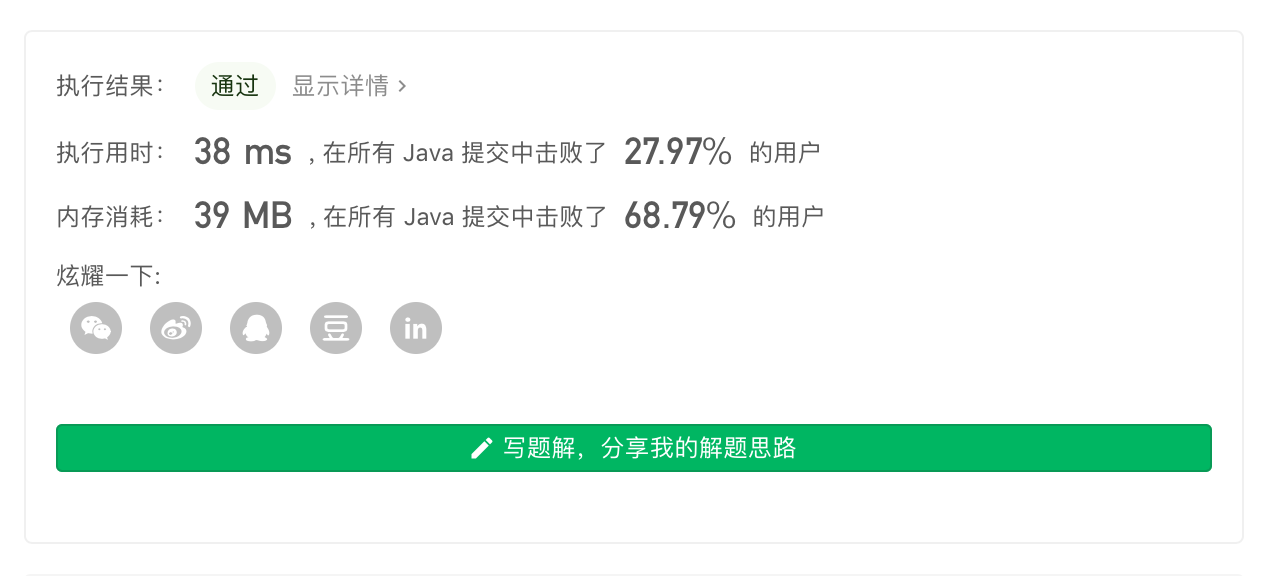 执行结果： 通过 显示详情 ›
执行用时： 38 ms , 在所有 Java 提交中击败了 27.97% 的用户
内存消耗： 39 MB , 在所有 Java 提交中击败了 68.79% 的用户
炫耀一下:
豆 in
写题解，分享我的解题思路